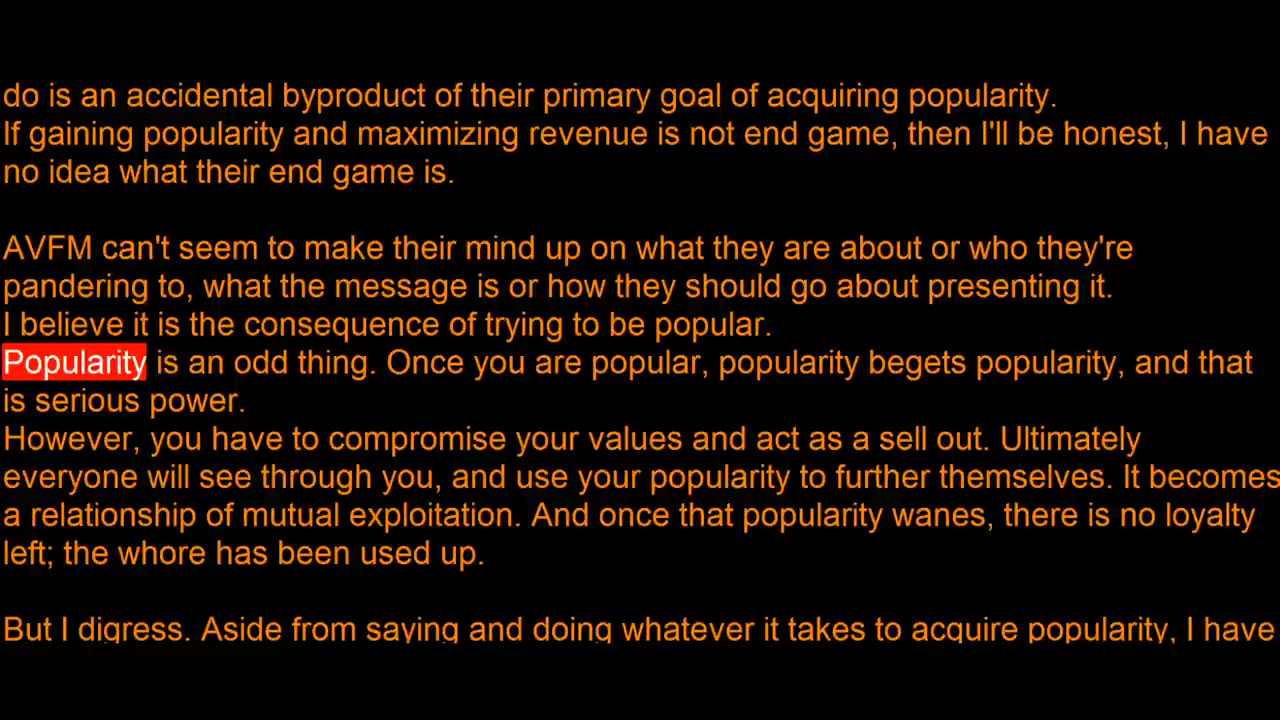 do is an accidental byproduct of their primary goal of acquiring popularity.
If gaining popularity and maximizing revenue is not end game, then I'll be honest, I have
no idea what their end game is.
AVFM can't seem to make their mind up on what they are about or who they're
pandering to, what the message is or how they should go about presenting it.
I believe it is the consequence of trying to be popular.
Popularity is an odd thing. Once you are popular, popularity begets popularity, and that
is serious power.
However, you have to compromise your values and act as a sell out. Ultimately
everyone will see through you, and use your popularity to further themselves. It becomes
a relationship of mutual exploitation. And once that popularity wanes, there is no loyalty
left; the whore has been used up.
But I digress. Aside from saying and doing whatever it takes to acquire popularity, I have